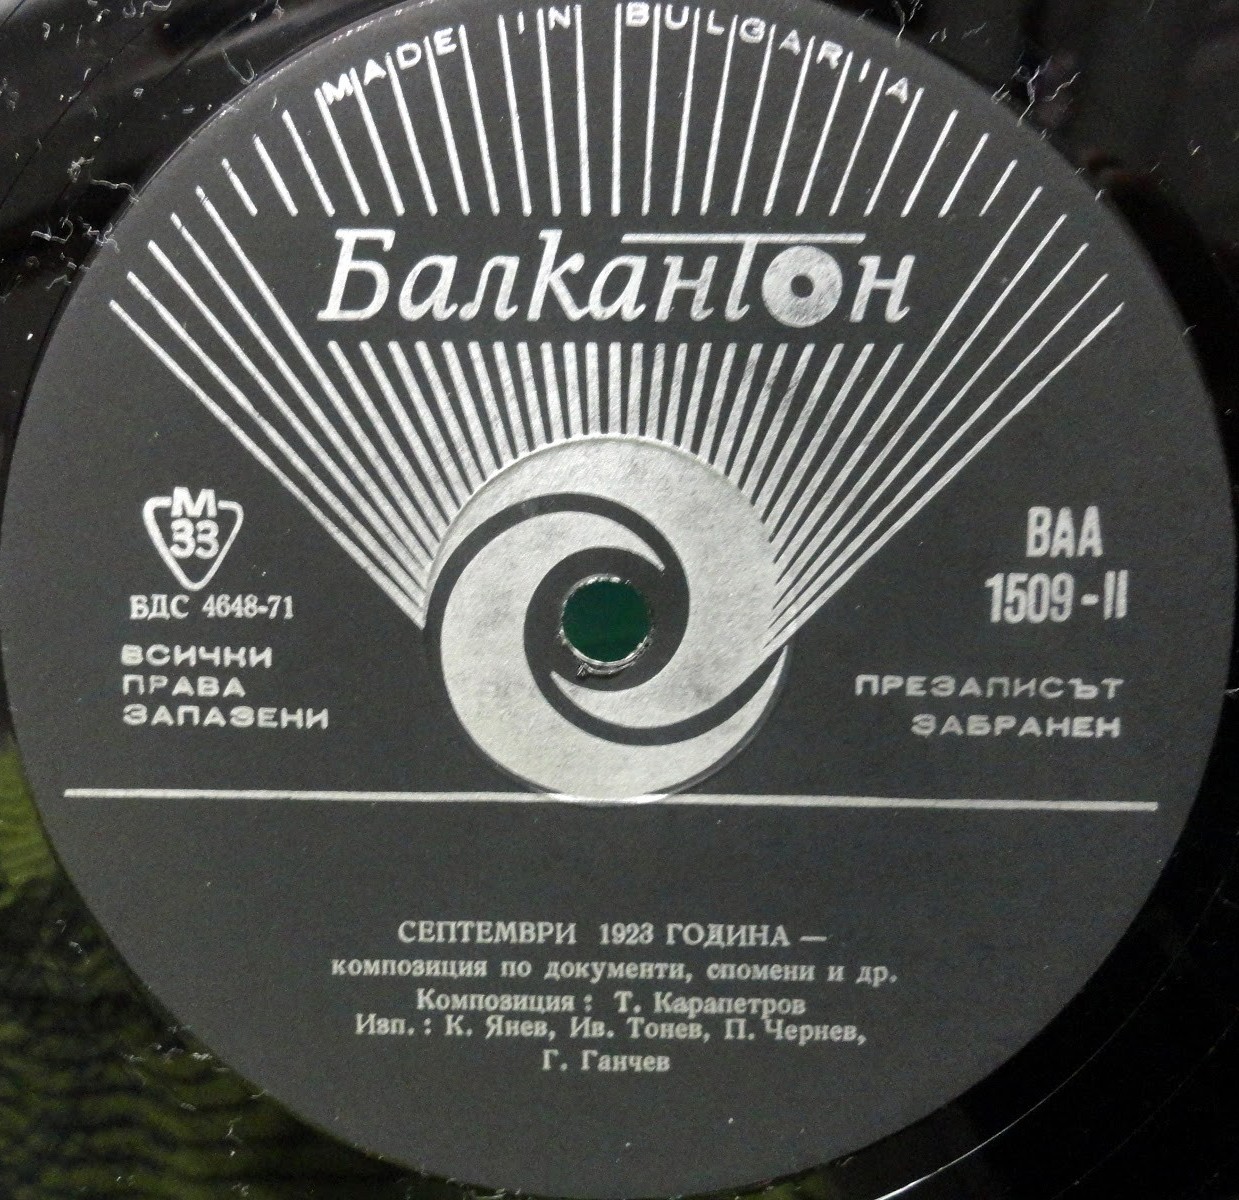 MADE IN BULGARIA
Балкантон
М
33
БДС 4648-71
ВСИЧКИ
ПРАВА
ЗАПАЗЕНИ
ВАА
1509-II
ПРЕЗАПИСЪТ
ЗАБРАНЕН
СЕПТЕМВРИ 1923 ГОДИНА —
композиция по документи, спомени и др.
Композиция : Т. Карапетров
Изп. : К. Янев, Ив. Тонев, П. Чернев,
Г. Ганчев